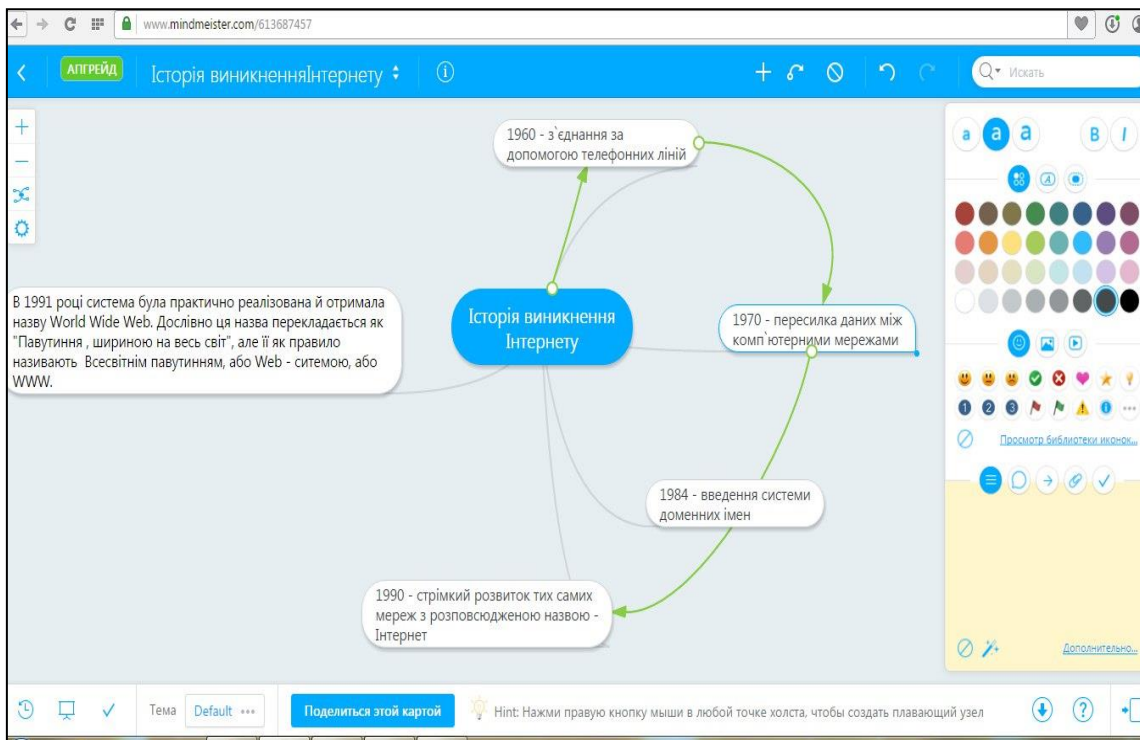 www.mindmeister.com/613687457
АПГРЕЙД
Історія виникненняІнтернету
Искать
1960 - з`єднання за
допомогою телефонних ліній
a a a B I
В 1991 році система була практично реалізована й отримала
назву World Wide Web. Дослівно ця назва перекладається як
"Павутиння , шириною на весь світ", але її як правило
називають Всесвітнім павутинням, або Web - ситемою, або
WWW.
Історія виникнення
Інтернету
1970 - пересилка даних між
комп`ютерними мережами
1 2 3
Просмотр библиотеки иконок...
1984 - введення системи
доменних імен
1990 - стрімкий розвиток тих самих
мереж з розповсюдженою назвою -
Інтернет
Дополнительно...
Тема
Default
Поделиться этой картой
Hint: Нажми правую кнопку мыши в любой точке холста, чтобы создать плавающий узел